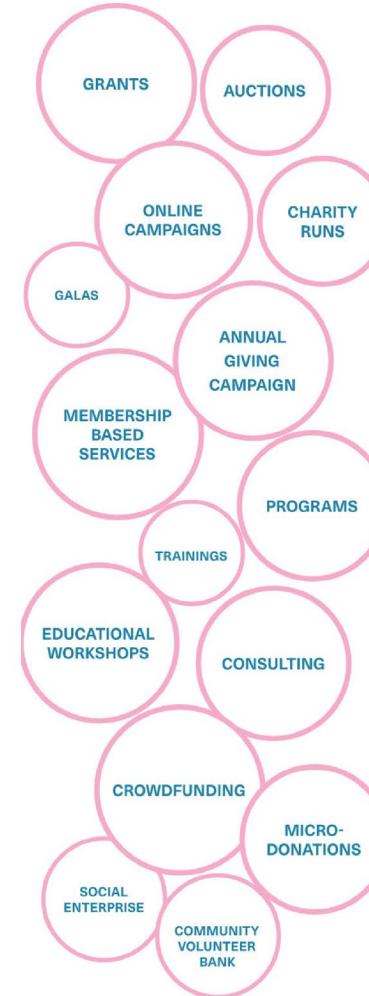 GRANTS
AUCTIONS
ONLINE
CAMPAIGNS
CHARITY
RUNS
GALAS
ANNUAL
GIVING
CAMPAIGN
MEMBERSHIP
BASED
SERVICES
PROGRAMS
TRAININGS
EDUCATIONAL
WORKSHOPS
CONSULTING
CROWDFUNDING
MICRO-
DONATIONS
SOCIAL
ENTERPRISE
COMMUNITY
VOLUNTEER
BANK